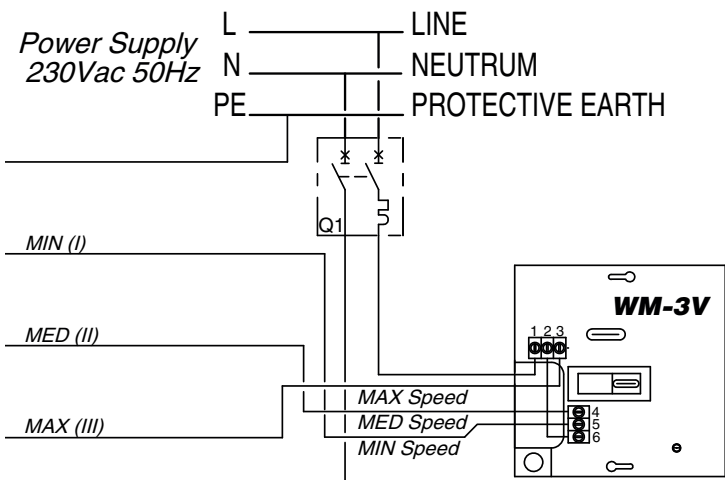 L LINE
Power Supply
230Vac 50Hz
N NEUTRUM
PE PROTECTIVE EARTH
Q1
MIN (I)
WM-3V
1 2 3
MED (II)
MAX Speed
4
MED Speed
5
MAX (III)
6
MIN Speed